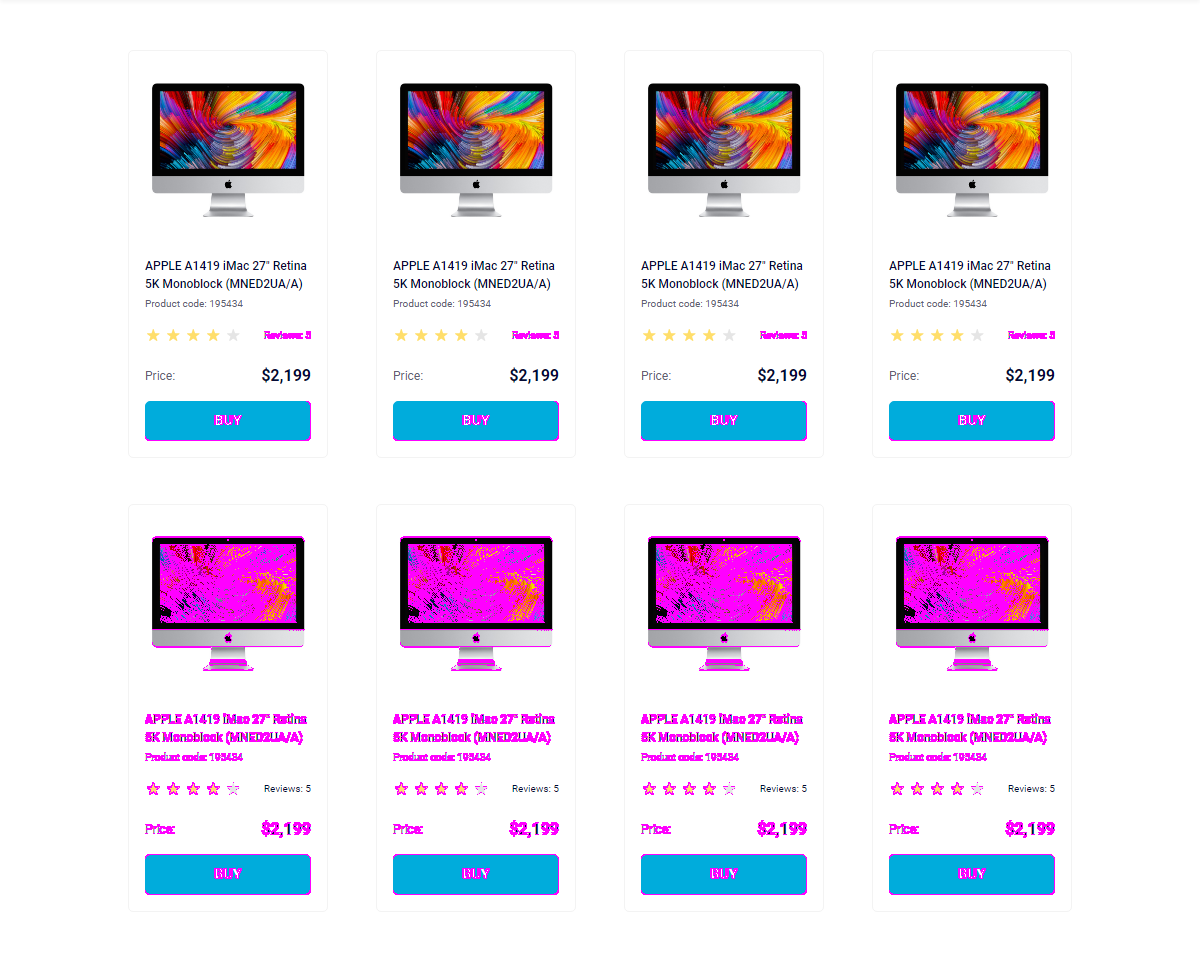 APPLE A1419 iMac 27" Retina
5K Monoblock (MNED2UA/A)
Product code: 195434
Reviews: 5
Price: $2,199
BUY
APPLE A1419 iMac 27" Retina
5K Monoblock (MNED2UA/A)
Product code: 195434
Reviews: 5
Price: $2,199
BUY
APPLE A1419 iMac 27" Retina
5K Monoblock (MNED2UA/A)
Product code: 195434
Reviews: 5
Price: $2,199
BUY
APPLE A1419 iMac 27" Retina
5K Monoblock (MNED2UA/A)
Product code: 195434
Reviews: 5
Price: $2,199
BUY
APPLE A1419 iMac 27" Retina
5K Monoblock (MNED2UA/A)
Product code: 195434
Reviews: 5
Price: $2,199
BUY
APPLE A1419 iMac 27" Retina
5K Monoblock (MNED2UA/A)
Product code: 195434
Reviews: 5
Price: $2,199
BUY
APPLE A1419 iMac 27" Retina
5K Monoblock (MNED2UA/A)
Product code: 195434
Reviews: 5
Price: $2,199
BUY
APPLE A1419 iMac 27" Retina
5K Monoblock (MNED2UA/A)
Product code: 195434
Reviews: 5
Price: $2,199
BUY